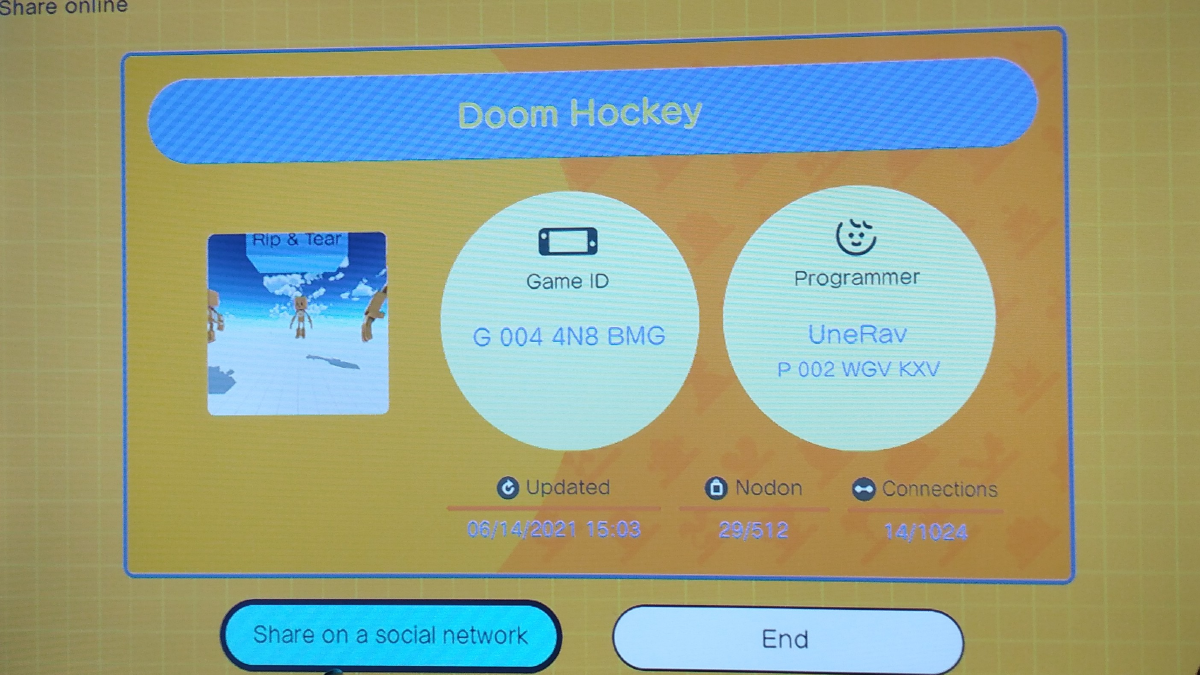 Share online
Doom Hockey
Rip & Tear
Game ID
G 004 4N8 BMG
Programmer
UneRav
P 002 WGV KXV
Updated
06/14/2021 15:03
Nodon
29/512
Connections
14/1024
Share on a social network
End